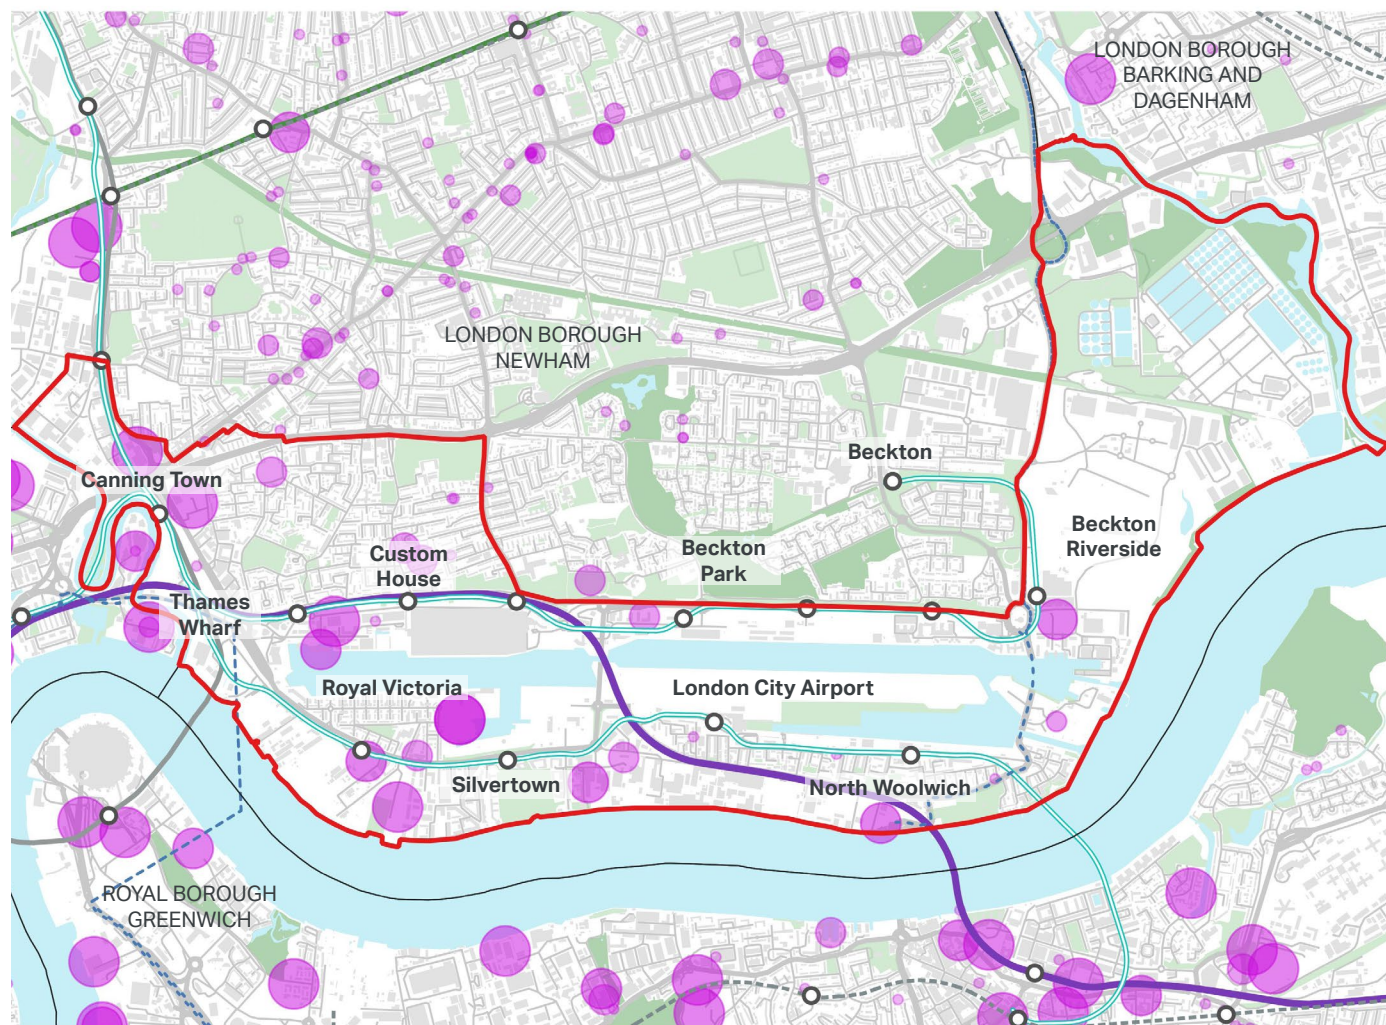 LONDON BOROUGH
BARKING AND
DAGENHAM
LONDON BOROUGH
NEWHAM
Beckton
Canning Town
Beckton
Riverside
Custom
House
Beckton
Park
Thames
Wharf
Royal Victoria
London City Airport
Silvertown
North Woolwich
ROYAL BOROUGH
GREENWICH